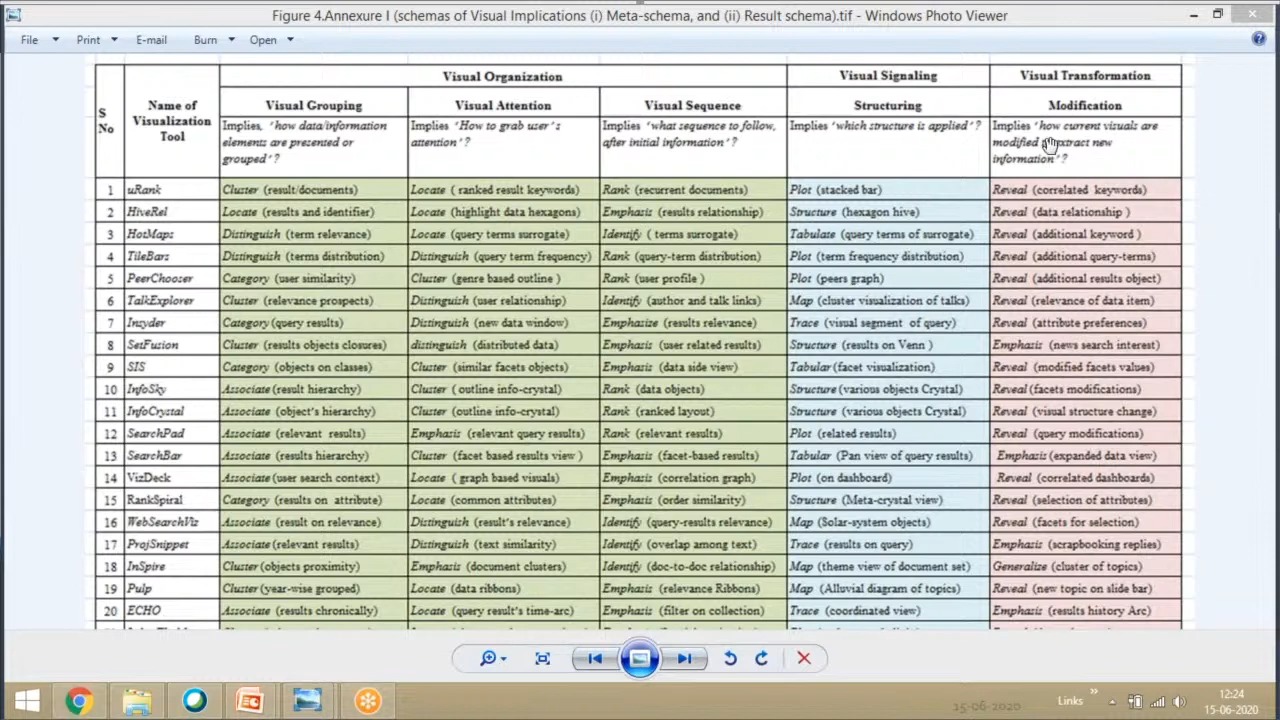 Figure 4.Annexure I (schemas of Visual Implications (i) Meta-schema, and (ii) Result schema).tif - Windows Photo Viewer
File Print E-mail Burn Open
S No Name of Visualization Tool Visual Organization Visual Signaling Visual Transformation
Visual Grouping Visual Attention Visual Sequence Structuring Modification
Implies, 'how data/information elements are presented or grouped'? Implies 'How to grab user's attention'? Implies 'what sequence to follow, after initial information'? Implies 'which structure is applied'? Implies 'how current visuals are modified extract new information'?
1 uRank Cluster (result/documents) Locate ( ranked result keywords) Rank (recurrent documents) Plot (stacked bar) Reveal (correlated keywords)
2 HiveRel Locate (results and identifier) Locate (highlight data hexagons) Emphasis (results relationship) Structure (hexagon hive) Reveal (data relationship )
3 HotMaps Distinguish (term relevance) Locate (query terms surrogate) Identify ( terms surrogate) Tabulate (query terms of surrogate) Reveal (additional keyword )
4 TileBars Distinguish (terms distribution) Distinguish (query term frequency) Rank (query-term distribution) Plot (term frequency distribution) Reveal (additional query-terms)
5 PeerChoozer Category (user similarity) Cluster (genre based outline ) Rank (user profile ) Plot (peers graph) Reveal (additional results object)
6 TalkExplorer Cluster (relevance prospects) Distinguish (user relationship) Identify (author and talk links) Map (cluster visualization of talks) Reveal (relevance of data item)
7 Insyder Category (query results) Distinguish (new data window) Emphasize (results relevance) Trace (visual segment of query) Reveal (attribute preferences)
8 SetFusion Cluster (results objects closures) distinguish (distributed data) Emphasis (user related results) Structure (results on Venn ) Emphasis (news search interest)
9 SIS Category (objects on classes) Cluster (similar facets objects) Emphasis (data side view) Tabular (facet visualization) Reveal (modified facets values)
10 InfoSky Associate (result hierarchy) Cluster ( outline info-crystal) Rank (data objects) Structure (various objects Crystal) Reveal (facets modifications)
11 InfoCrystal Associate (object's hierarchy) Cluster (outline info-crystal) Rank (ranked layout) Structure (various objects Crystal) Reveal (visual structure change)
12 SearchPad Associate (relevant results) Emphasis (relevant query results) Rank (relevant results) Plot (related results) Reveal (query modifications)
13 SearchBar Associate (results hierarchy) Cluster (facet based results view ) Emphasis (facet-based results) Tabular (Pan view of query results) Emphasis (expanded data view)
14 VizDeck Associate (user search context) Locate ( graph based visuals) Emphasis (correlation graph) Plot (on dashboard) Reveal (correlated dashboards)
15 RankSpiral Category (results on attribute) Locate (common attributes) Emphasis (order similarity) Structure (Meta-crystal view) Reveal (selection of attributes)
16 WebSearchViz Associate (result on relevance) Distinguish (result's relevance) Identify (query-results relevance) Map (Solar-system objects) Reveal (facets for selection)
17 ProjSnippet Associate (relevant results) Distinguish (text similarity) Identify (overlap among text) Trace (results on query) Emphasis (scrapbooking replies)
18 InSpire Cluster (objects proximity) Emphasis (document clusters) Identify (doc-to-doc relationship) Map (theme view of document set) Generalize (cluster of topics)
19 Pulp Cluster (year-wise grouped) Locate (data ribbons) Emphasis (relevance Ribbons) Map (Alluvial diagram of topics) Reveal (new topic on slide bar)
20 ECHO Associate (results chronically) Locate (query result's time-arc) Emphasis (filter on collection) Trace (coordinated view) Emphasis (results history Arc)
Links 12:24
15-06-2020 15-06-2020